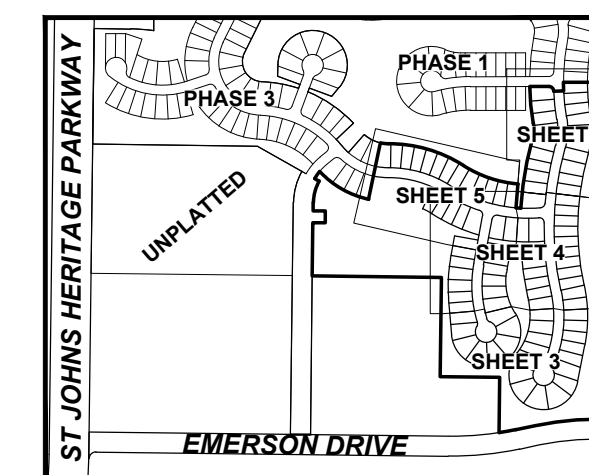 ST JOHNS HERITAGE PARKWAY
PHASE 1
PHASE 3
SHEET
SHEET 5
UNPLATTED
SHEET 4
SHEET 3
EMERSON DRIVE